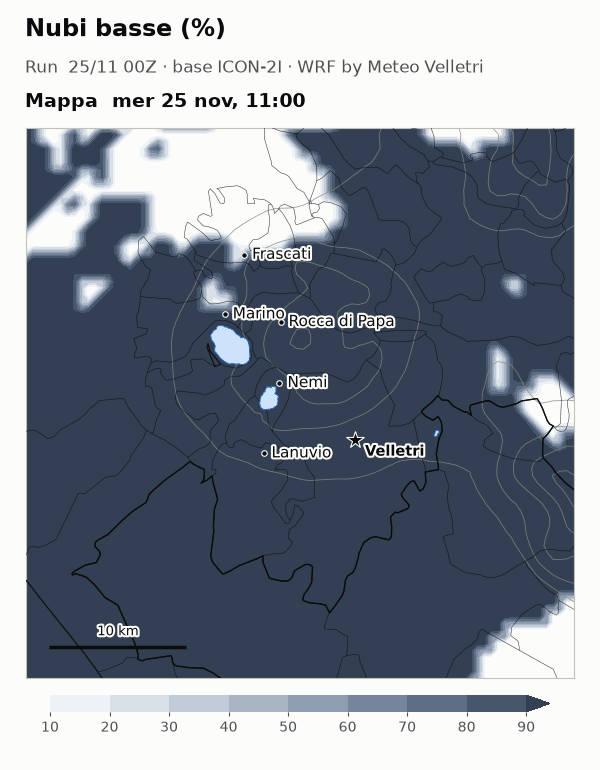 Nubi basse (%)
Run  25/11 00Z · base ICON-2I · WRF by Meteo Velletri
Mappa  mer 25 nov, 11:00
Frascati
Marino
Rocca di Papa
Nemi
Velletri
Lanuvio
10 km
10 20 30 40 50 60 70 80 90